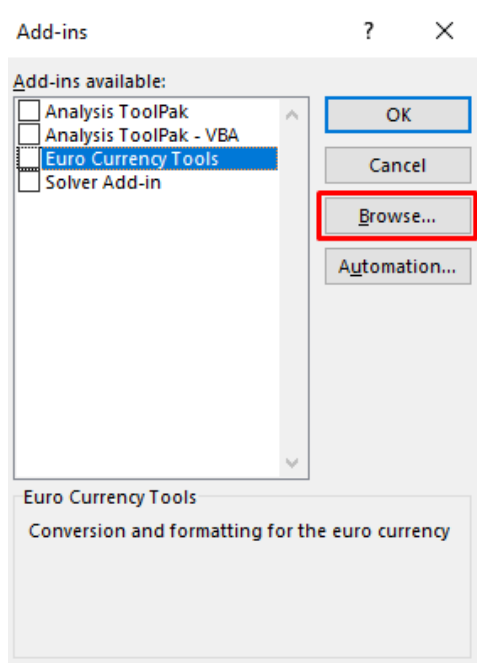 Add-ins ?
Add-ins available:
Analysis ToolPak
Analysis ToolPak - VBA
Euro Currency Tools
Solver Add-in
OK
Cancel
Browse...
Automation...
Euro Currency Tools
Conversion and formatting for the euro currency